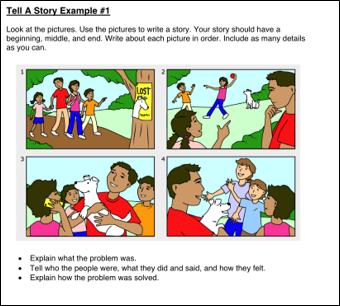 Tell A Story Example #1
Look at the pictures. Use the pictures to write a story. Your story should have a
beginning, middle, and end. Write about each picture in order. Include as many details
as you can.
1
LOST
2
3
4
• Explain what the problem was.
• Tell who the people were, what they did and said, and how they felt.
• Explain how the problem was solved.